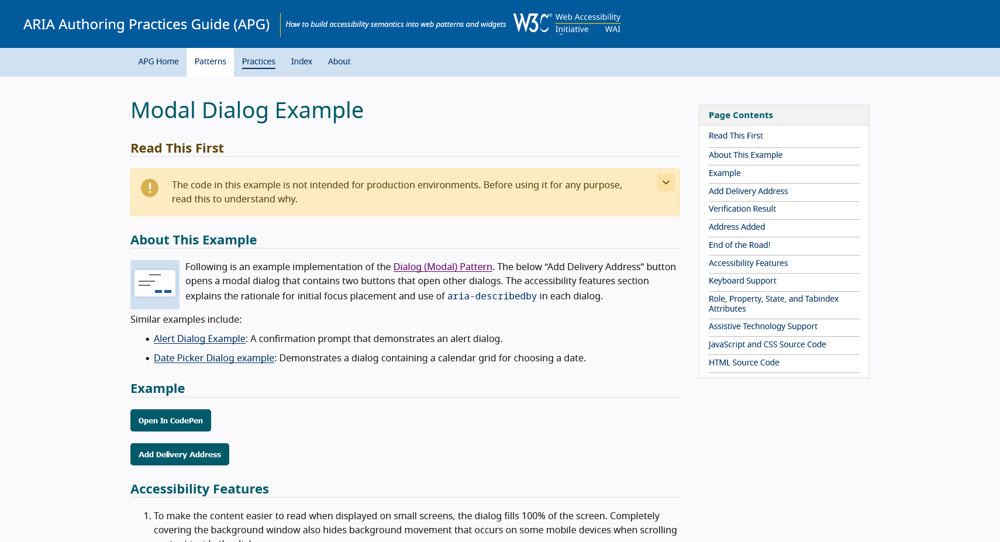 ARIA Authoring Practices Guide (APG)
How to build accessibility semantics into web patterns and widgets
W3C® Web Accessibility
Initiative WAI
APG Home Patterns Practices Index About
Modal Dialog Example
Read This First
The code in this example is not intended for production environments. Before using it for any purpose,
read this to understand why.
About This Example
Following is an example implementation of the Dialog (Modal) Pattern. The below “Add Delivery Address” button
opens a modal dialog that contains two buttons that open other dialogs. The accessibility features section
explains the rationale for initial focus placement and use of aria-describedby in each dialog.
Similar examples include:
• Alert Dialog Example: A confirmation prompt that demonstrates an alert dialog.
• Date Picker Dialog example: Demonstrates a dialog containing a calendar grid for choosing a date.
Example
Open In CodePen
Add Delivery Address
Accessibility Features
1. To make the content easier to read when displayed on small screens, the dialog fills 100% of the screen. Completely
covering the background window also hides background movement that occurs on some mobile devices when scrolling
Page Contents
Read This First
About This Example
Example
Add Delivery Address
Verification Result
Address Added
End of the Road!
Accessibility Features
Keyboard Support
Role, Property, State, and Tabindex
Attributes
Assistive Technology Support
JavaScript and CSS Source Code
HTML Source Code